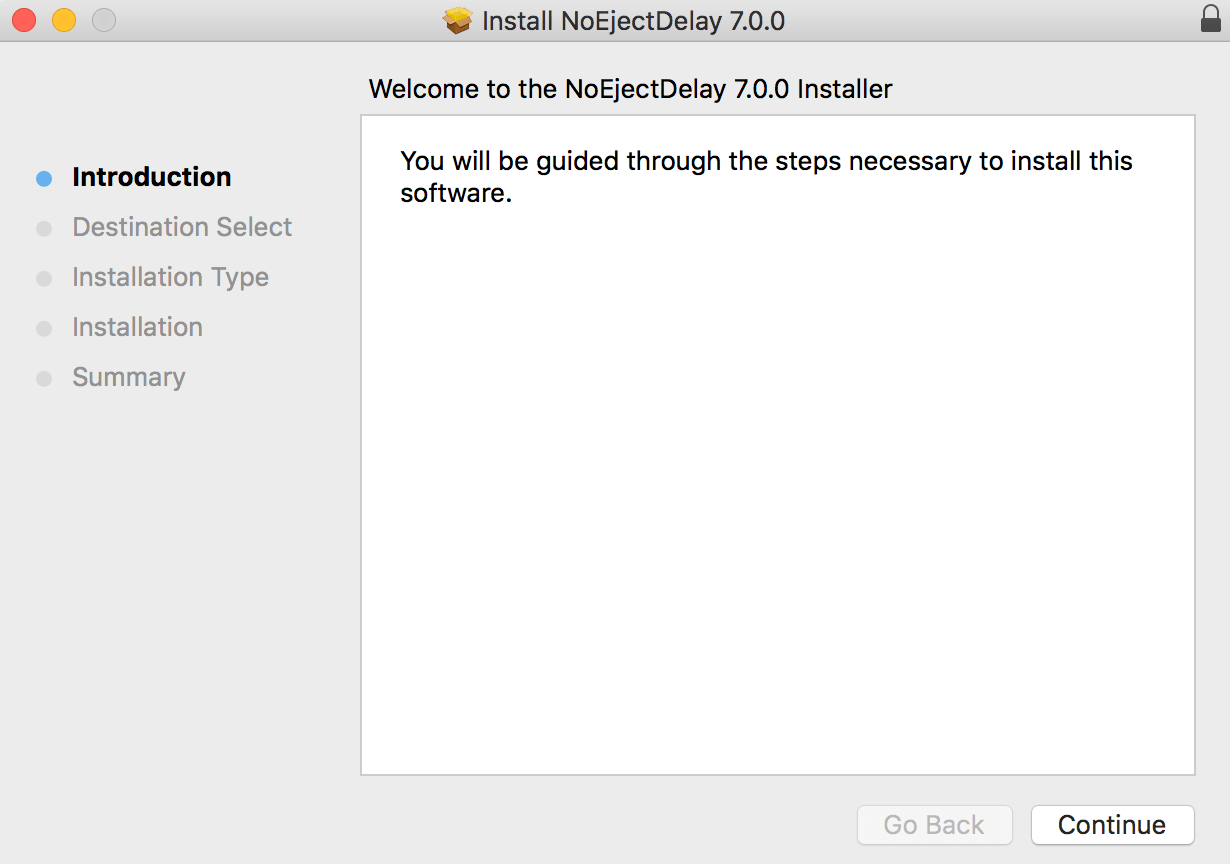 Install NoEjectDelay 7.0.0
Welcome to the NoEjectDelay 7.0.0 Installer
Introduction
Destination Select
Installation Type
Installation
Summary
You will be guided through the steps necessary to install this
software.
Go Back
Continue